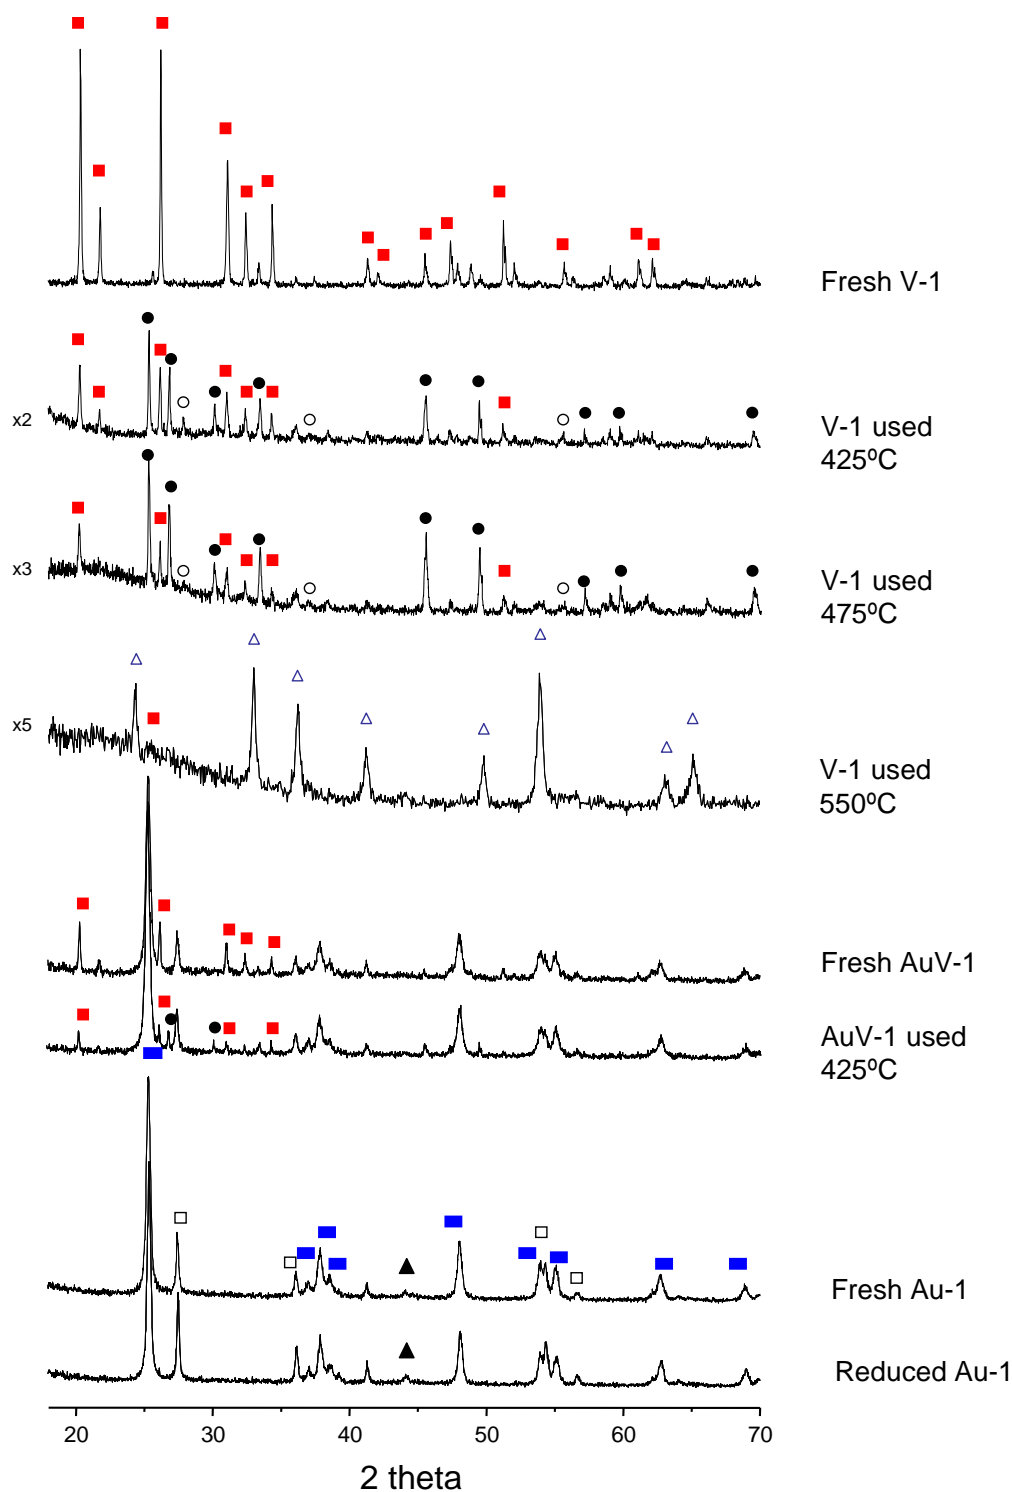 Fresh V-1
x2
V-1 used
425ºC
x3
V-1 used
475ºC
x5
V-1 used
550ºC
Fresh AuV-1
AuV-1 used
425ºC
Fresh Au-1
Reduced Au-1
20 30 40 50 60 70
2 theta